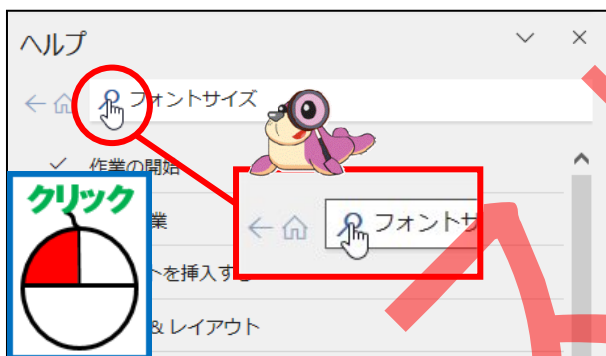 ヘルプ
フォントサイズ
作業の開始
クリック
業
フォントサ
トを挿入する
& レイアウト